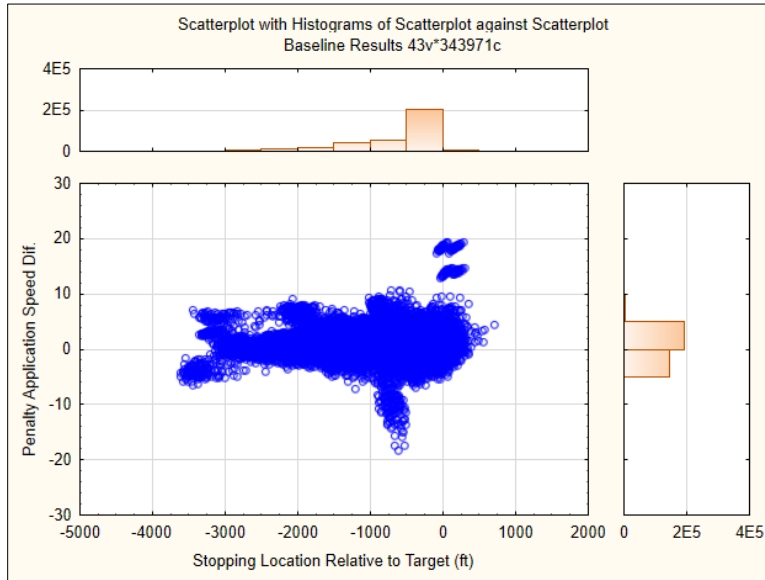 Scatterplot with Histograms of Scatterplot against Scatterplot
Baseline Results 43v*343971c
4E5
2E5
0
30
20
10
0
-10
-20
-30
Penalty Application Speed Dif.
-5000 -4000 -3000 -2000 -1000 0 1000 2000
0 2E5 4E5
Stopping Location Relative to Target (ft)